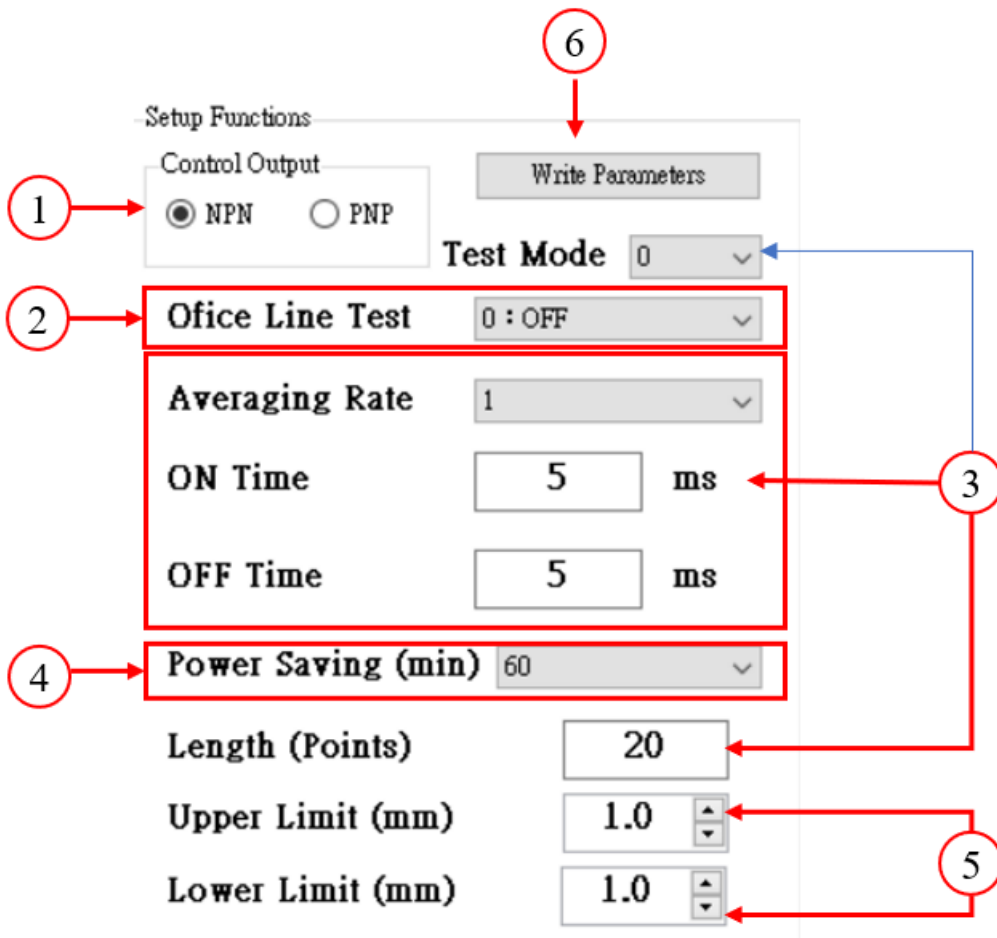 6
Setup Functions
Control Output
Write Parameters
1
NPN PNP
Test Mode 0
2
Ofice Line Test 0 : OFF
Averaging Rate 1
ON Time 5 ms
3
OFF Time 5 ms
4
Power Saving (min) 60
Length (Points) 20
Upper Limit (mm) 1.0
5
Lower Limit (mm) 1.0